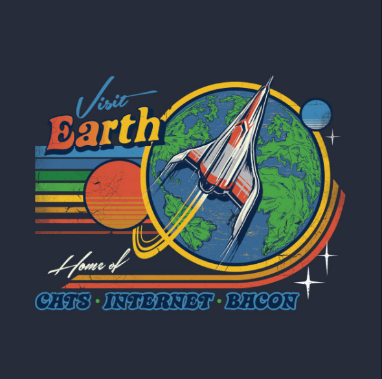 Visit
Earth
Home of
CATS • INTERNET • BACON